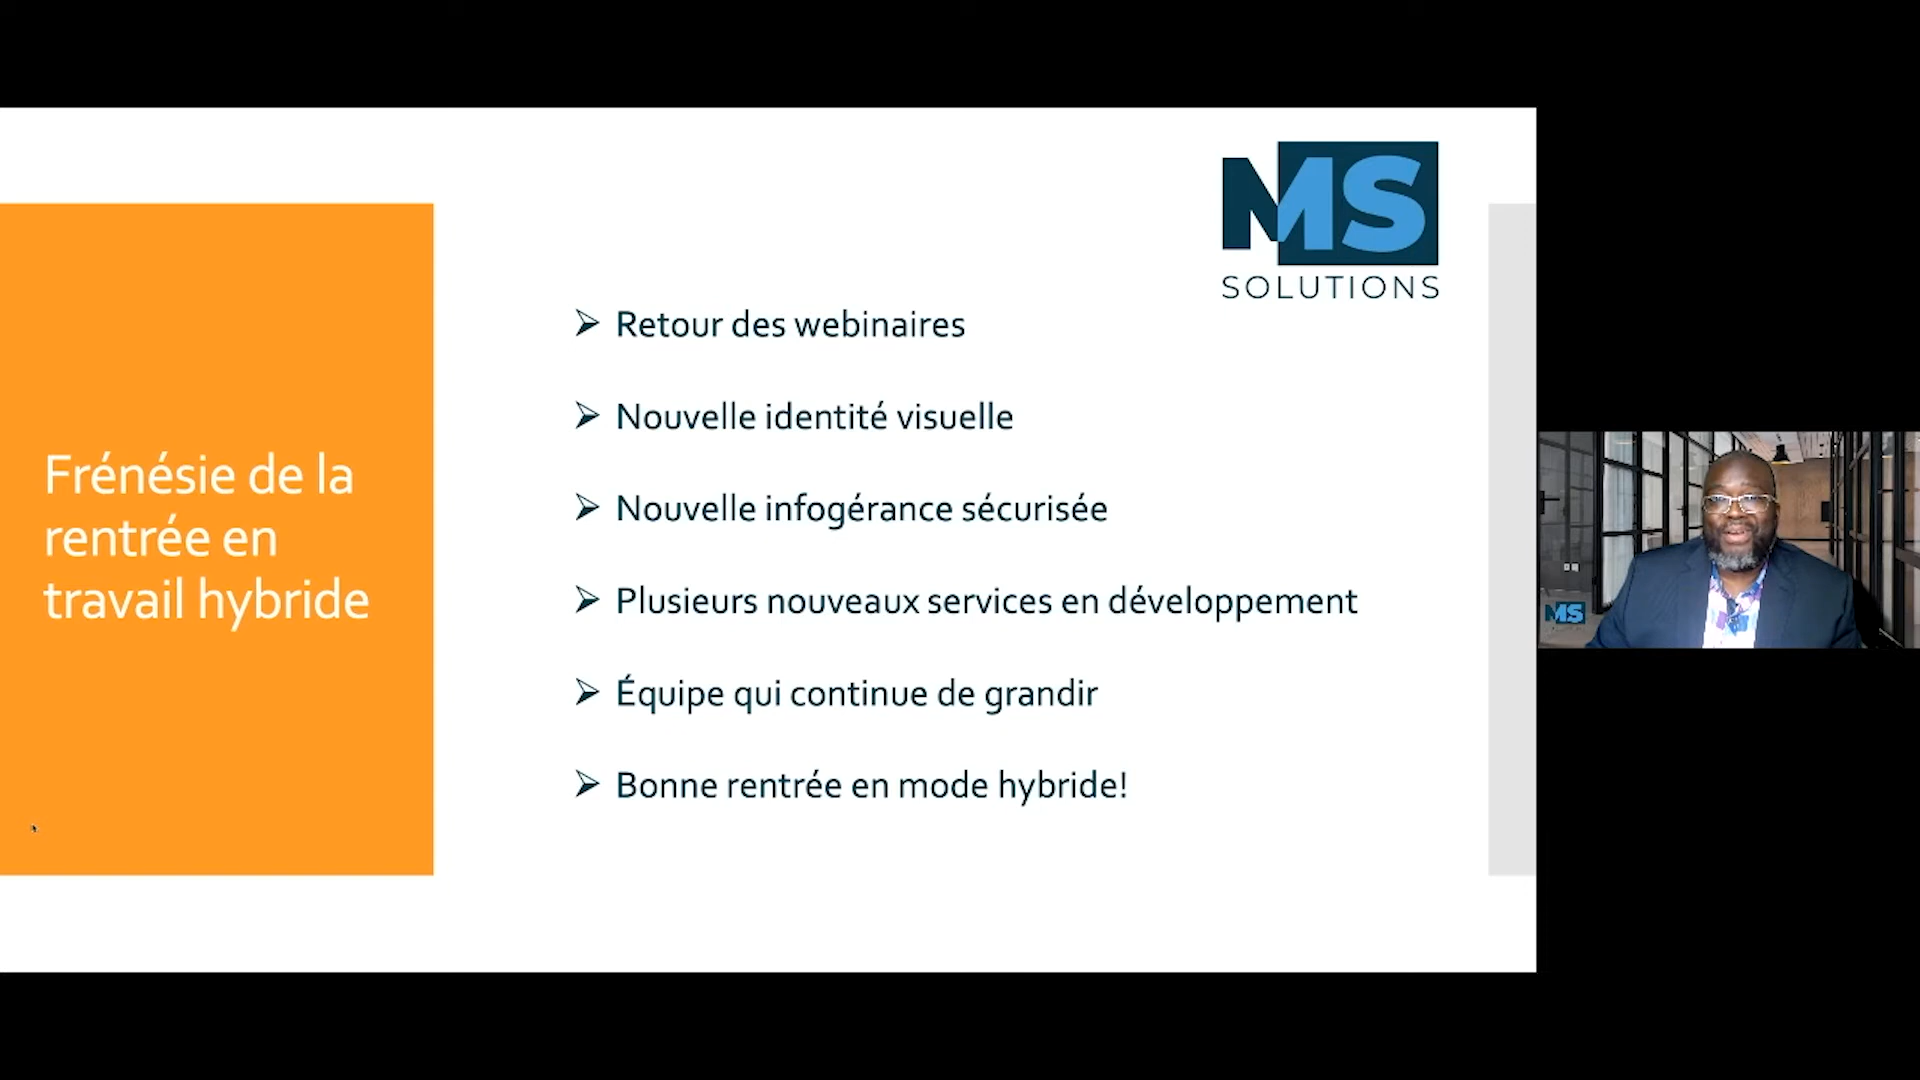 MS
SOLUTIONS
Frénésie de la
rentrée en
travail hybride
Retour des webinaires
Nouvelle identité visuelle
Nouvelle infogérance sécurisée
Plusieurs nouveaux services en développement
Équipe qui continue de grandir
Bonne rentrée en mode hybride!
MS